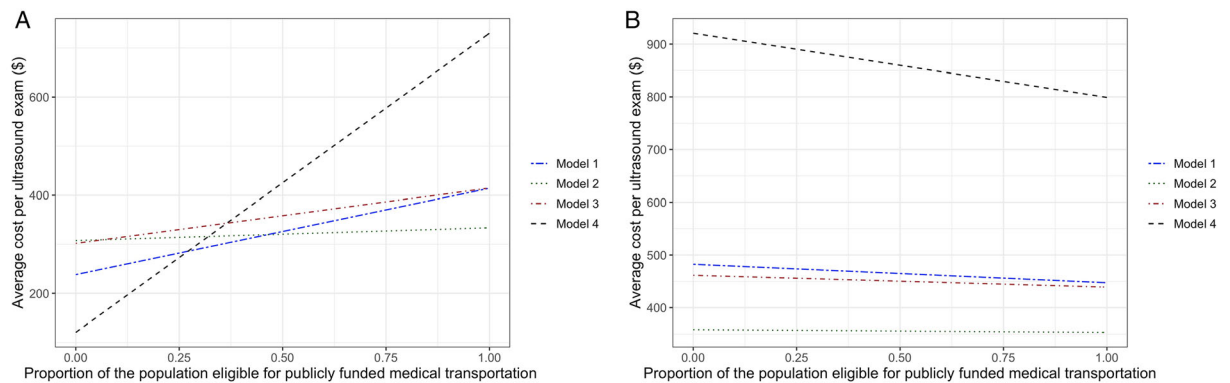 A
Average cost per ultrasound exam ($)
600
400
200
0.00 0.25 0.50 0.75 1.00
Proportion of the population eligible for publicly funded medical transportation
Model 1
Model 2
Model 3
Model 4
B
Average cost per ultrasound exam ($)
900
800
700
600
500
400
0.00 0.25 0.50 0.75 1.00
Proportion of the population eligible for publicly funded medical transportation
Model 1
Model 2
Model 3
Model 4